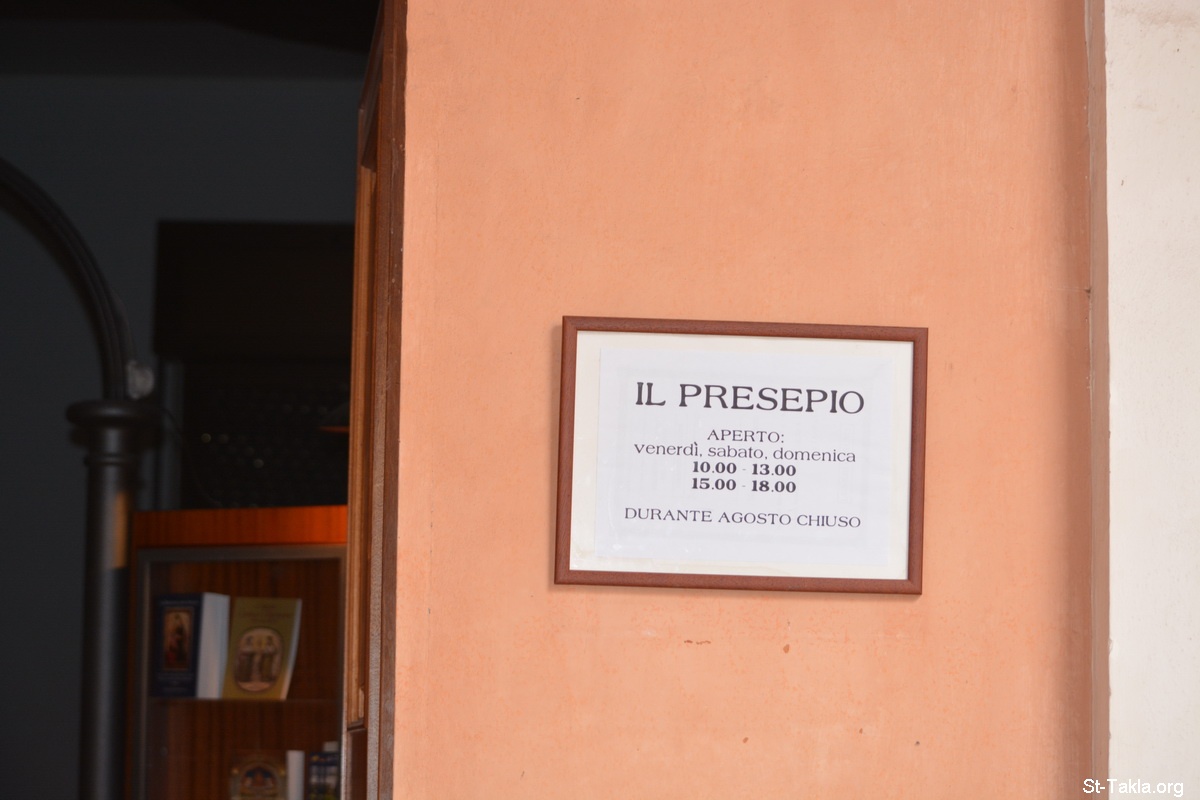 IL PRESEPIO
APERTO:
venerdì, sabato, domenica
10.00 - 13.00
15.00 - 18.00
DURANTE AGOSTO CHIUSO
St-Takla.org